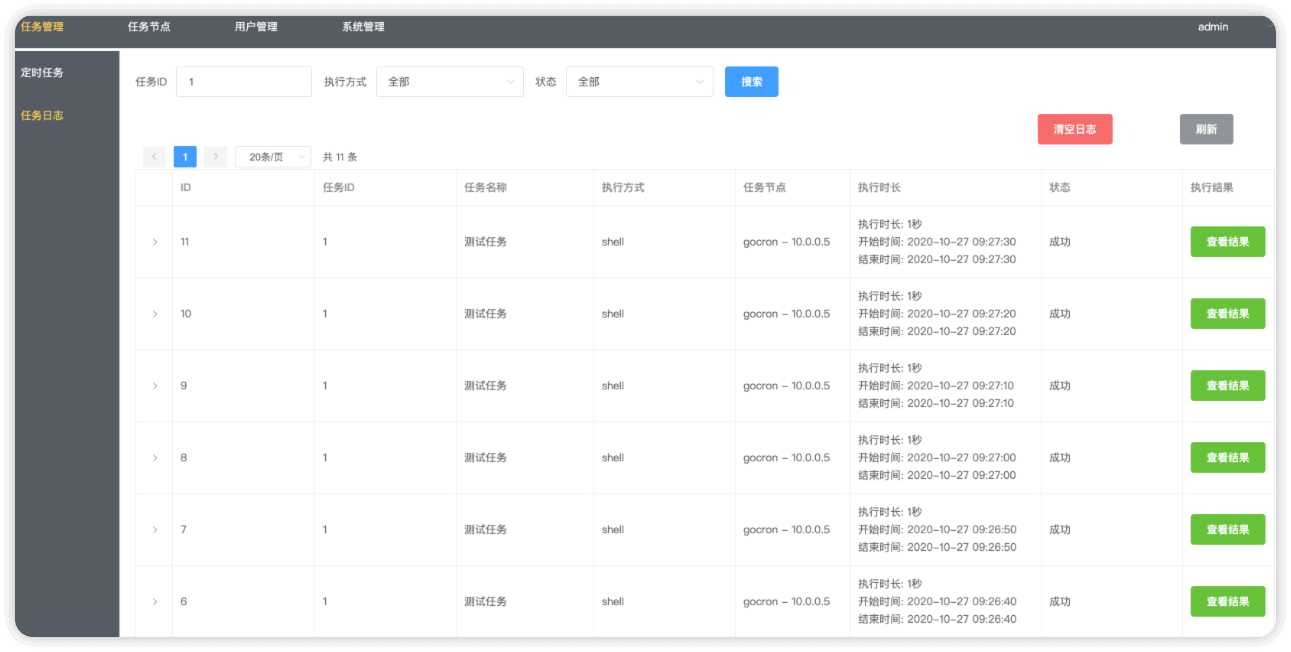 任务管理 任务节点 用户管理 系统管理 admin
定时任务
任务日志
任务ID 1 执行方式 全部 状态 全部 搜索
清空日志 刷新
1 20条/页 共 11 条
ID 任务ID 任务名称 执行方式 任务节点 执行时长 状态 执行结果
执行时长: 1秒
11 1 测试任务 shell gocron - 10.0.0.5 开始时间: 2020-10-27 09:27:30 成功 查看结果
结束时间: 2020-10-27 09:27:30
执行时长: 1秒
10 1 测试任务 shell gocron - 10.0.0.5 开始时间: 2020-10-27 09:27:20 成功 查看结果
结束时间: 2020-10-27 09:27:20
执行时长: 1秒
9 1 测试任务 shell gocron - 10.0.0.5 开始时间: 2020-10-27 09:27:10 成功 查看结果
结束时间: 2020-10-27 09:27:10
执行时长: 1秒
8 1 测试任务 shell gocron - 10.0.0.5 开始时间: 2020-10-27 09:27:00 成功 查看结果
结束时间: 2020-10-27 09:27:00
执行时长: 1秒
7 1 测试任务 shell gocron - 10.0.0.5 开始时间: 2020-10-27 09:26:50 成功 查看结果
结束时间: 2020-10-27 09:26:50
执行时长: 1秒
6 1 测试任务 shell gocron - 10.0.0.5 开始时间: 2020-10-27 09:26:40 成功 查看结果
结束时间: 2020-10-27 09:26:40